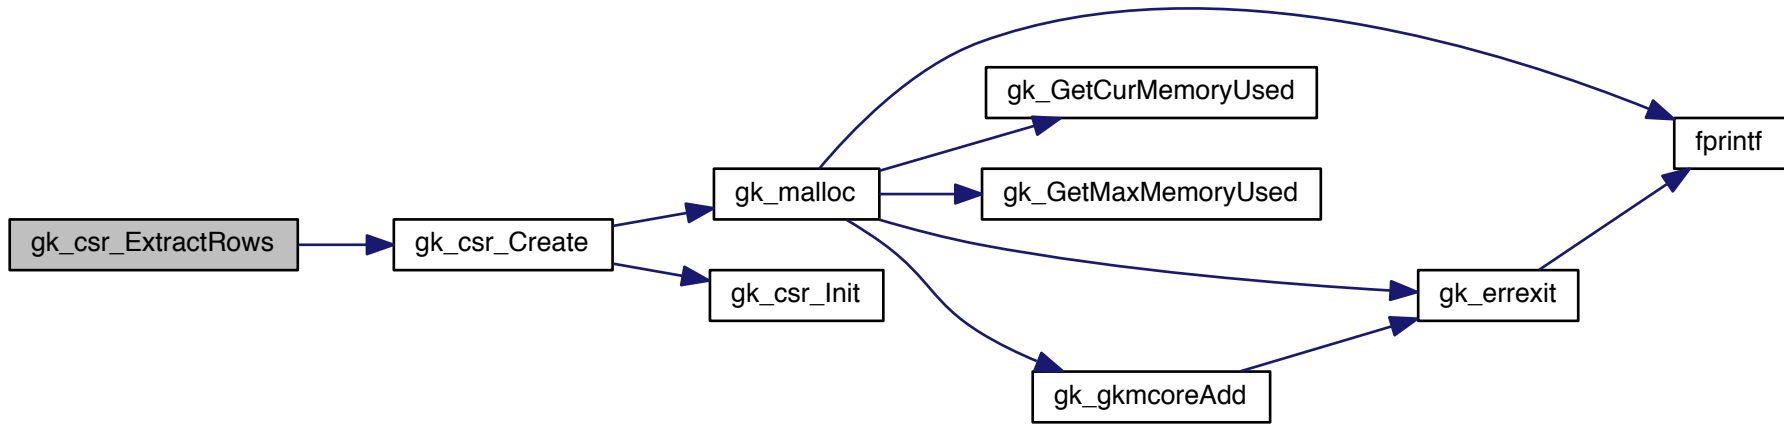 gk_csr_ExtractRows
gk_csr_Create
gk_malloc
gk_csr_Init
gk_GetCurMemoryUsed
gk_GetMaxMemoryUsed
gk_gkmcoreAdd
gk_errexit
fprintf